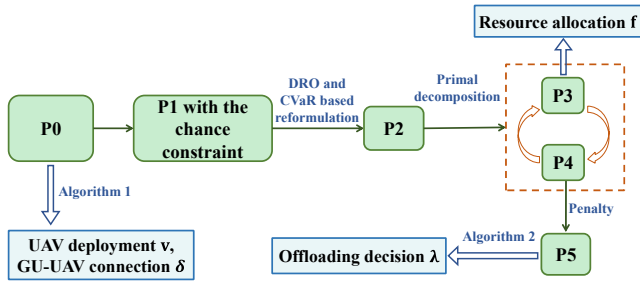 Resource allocation f
DRO and
CVaR based
reformulation
Primal
decomposition
P0
P1 with the
chance
constraint
P2
P3
P4
Algorithm 1
Penalty
UAV deployment v,
GU-UAV connection δ
Offloading decision λ
Algorithm 2
P5